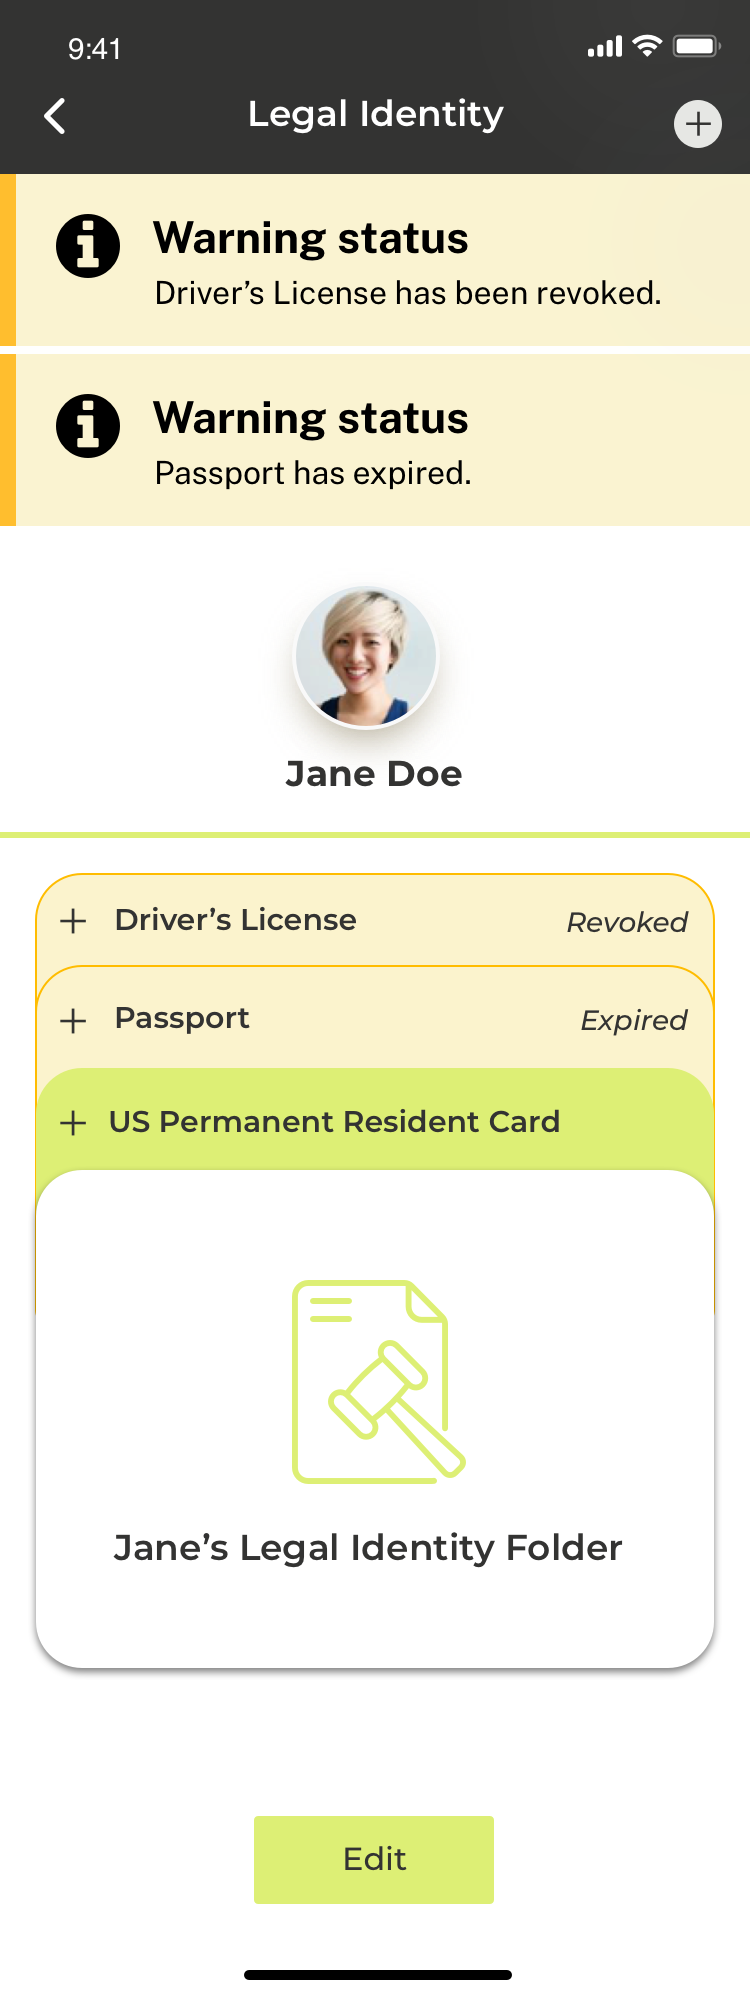 9:41
Legal Identity
Warning status
Driver’s License has been revoked.
Warning status
Passport has expired.
Jane Doe
Driver’s License Revoked
Passport Expired
US Permanent Resident Card
Jane’s Legal Identity Folder
Edit